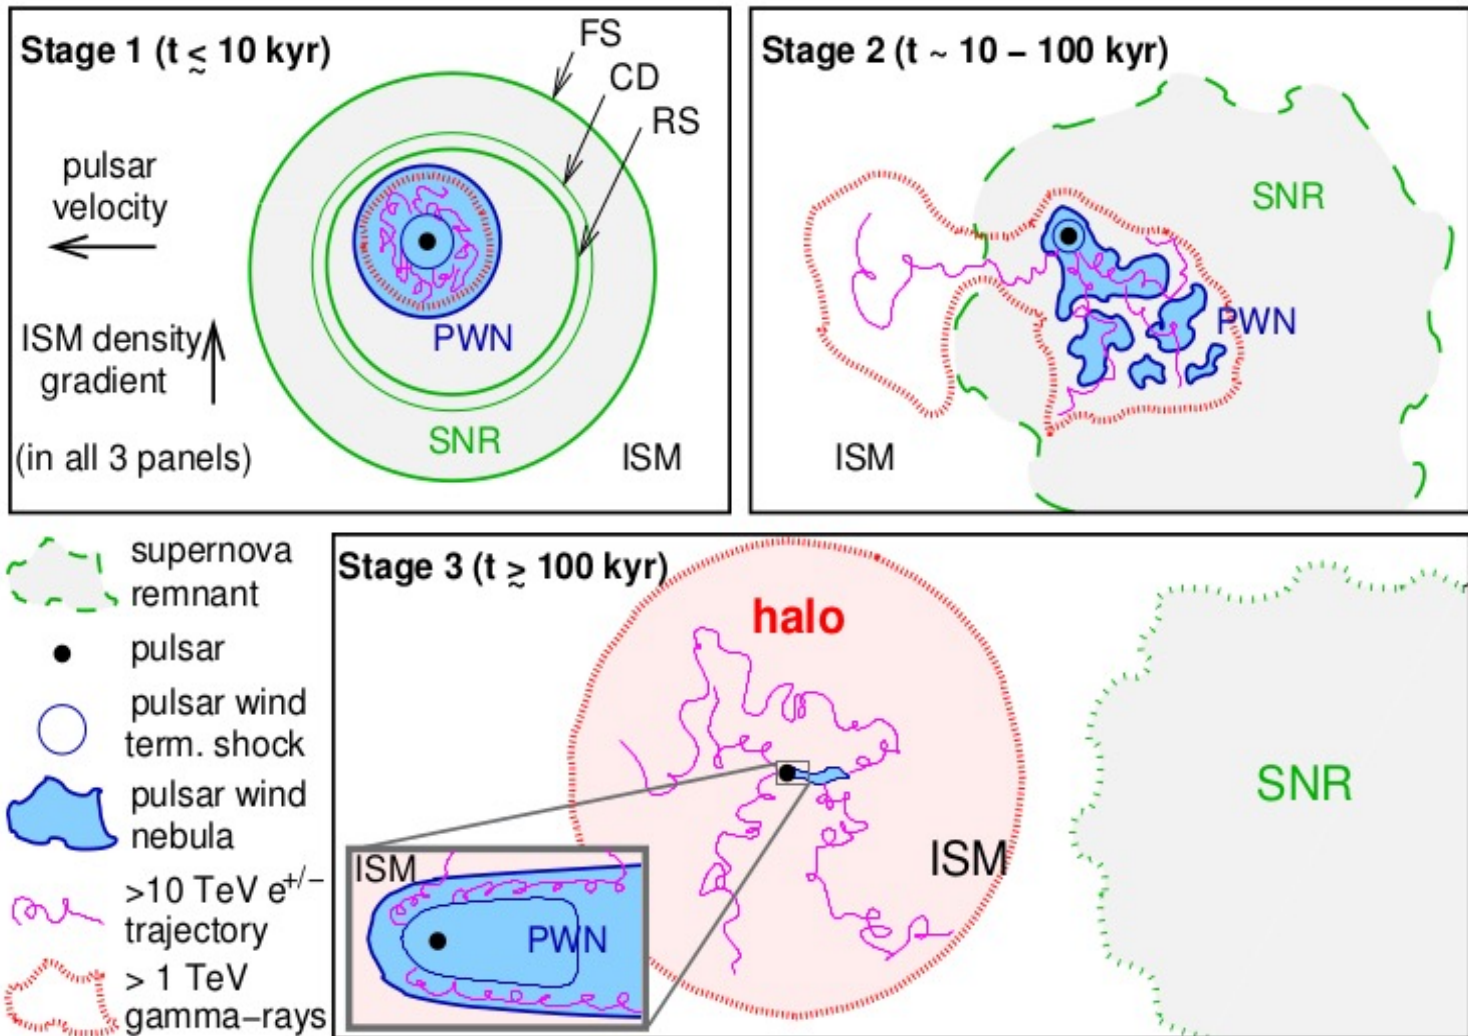 Stage 1 (t ≲ 10 kyr)
FS
CD
RS
pulsar
velocity
ISM density
gradient
(in all 3 panels)
PWN
SNR
ISM
Stage 2 (t ~ 10 – 100 kyr)
SNR
PWN
ISM
supernova
remnant
pulsar
pulsar wind
term. shock
pulsar wind
nebula
>10 TeV e+/−
trajectory
> 1 TeV
gamma−rays
Stage 3 (t ≳ 100 kyr)
halo
ISM
SNR
ISM
PWN